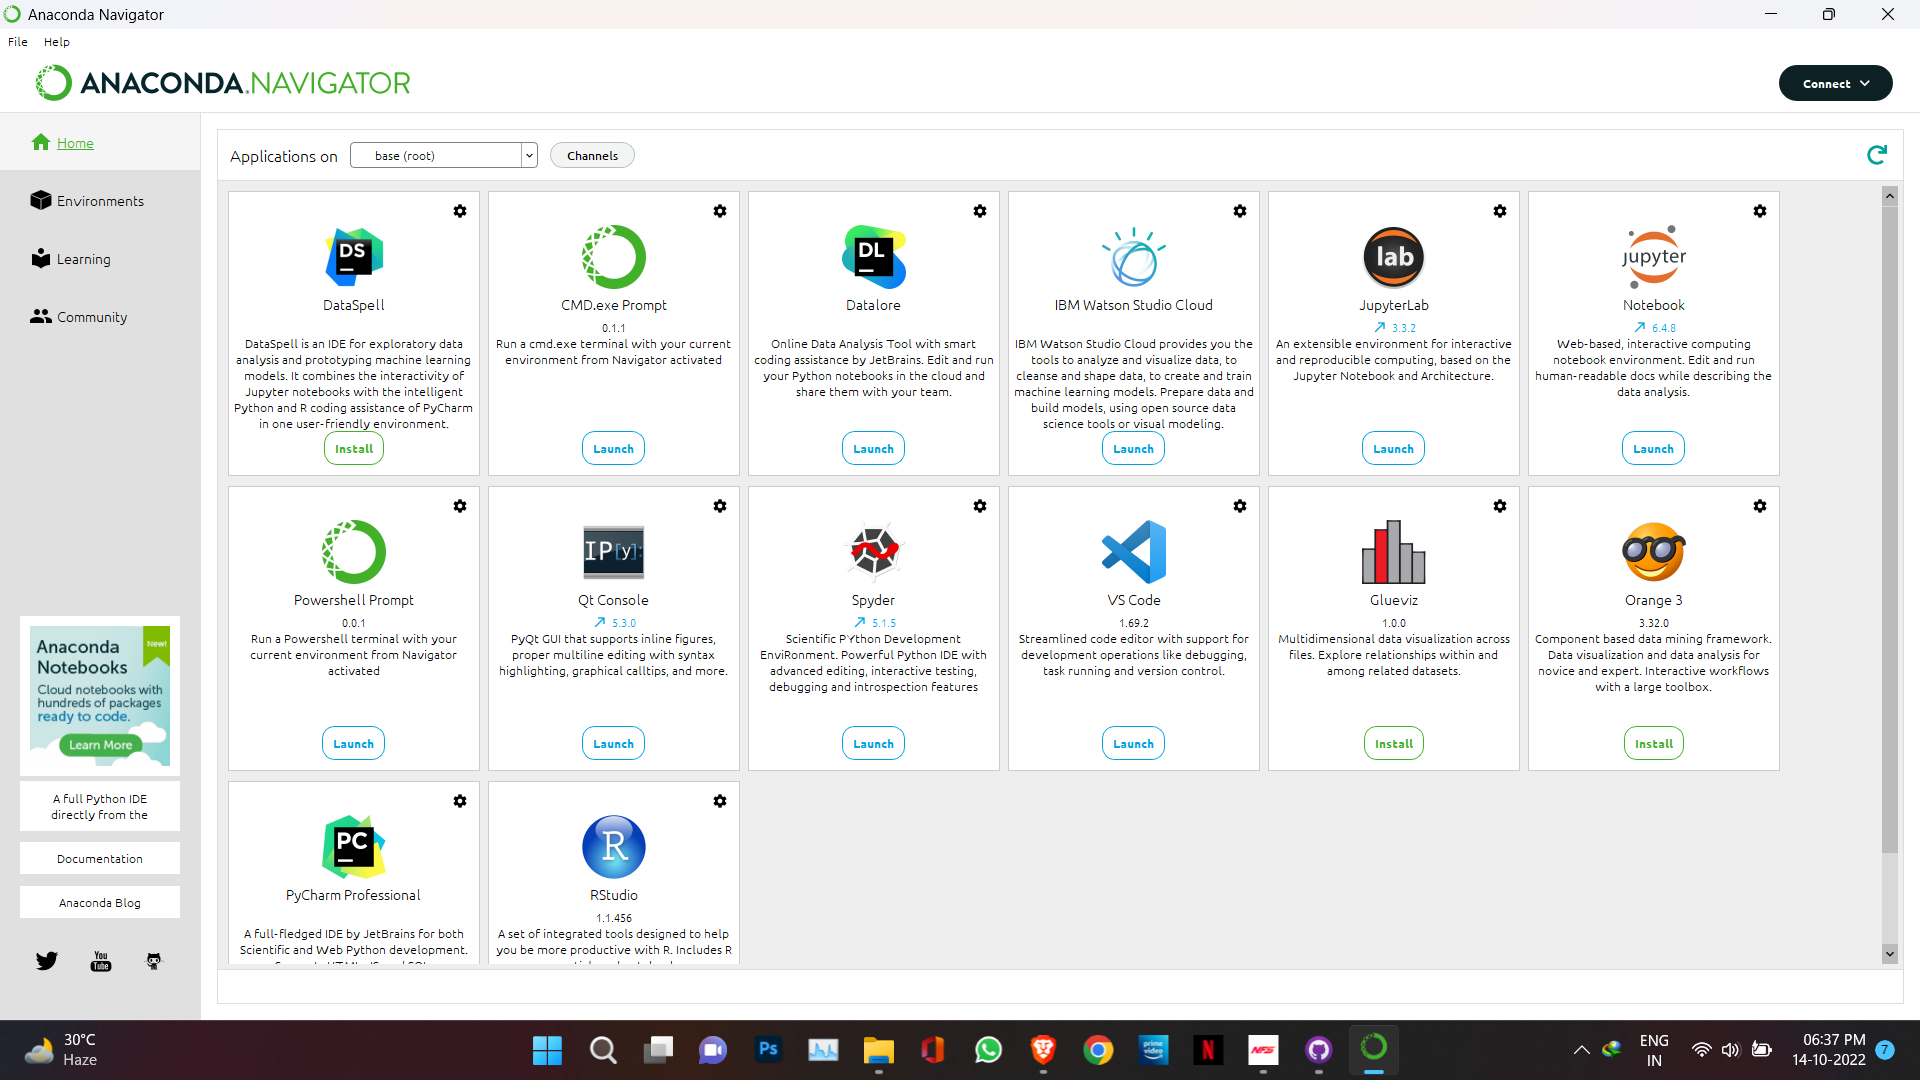 Anaconda Navigator
File Help
ANACONDA.NAVIGATOR
Connect
Home
Environments
Learning
Community
Applications on base (root) Channels
DS
DataSpell
DataSpell is an IDE for exploratory data
analysis and prototyping machine learning
models. It combines the interactivity of
Jupyter notebooks with the intelligent
Python and R coding assistance of PyCharm
in one user-friendly environment.
Install
CMD.exe Prompt
0.1.1
Run a cmd.exe terminal with your current
environment from Navigator activated
Launch
DL
Datalore
Online Data Analysis Tool with smart
coding assistance by JetBrains. Edit and run
your Python notebooks in the cloud and
share them with your team.
Launch
IBM Watson Studio Cloud
IBM Watson Studio Cloud provides you the
tools to analyze and visualize data, to
cleanse and shape data, to create and train
machine learning models. Prepare data and
build models, using open source data
science tools or visual modeling.
Launch
lab
JupyterLab
3.3.2
An extensible environment for interactive
and reproducible computing, based on the
Jupyter Notebook and Architecture.
Launch
jupyter
Notebook
6.4.8
Web-based, interactive computing
notebook environment. Edit and run
human-readable docs while describing the
data analysis.
Launch
Powershell Prompt
0.0.1
Run a Powershell terminal with your
current environment from Navigator
activated
Launch
IP[y]:
Qt Console
5.3.0
PyQt GUI that supports inline figures,
proper multiline editing with syntax
highlighting, graphical calltips, and more.
Launch
Spyder
5.1.5
Scientific PYthon Development
EnviRonment. Powerful Python IDE with
advanced editing, interactive testing,
debugging and introspection features
Launch
VS Code
1.69.2
Streamlined code editor with support for
development operations like debugging,
task running and version control.
Launch
Glueviz
1.0.0
Multidimensional data visualization across
files. Explore relationships within and
among related datasets.
Install
Orange 3
3.32.0
Component based data mining framework.
Data visualization and data analysis for
novice and expert. Interactive workflows
with a large toolbox.
Install
PC
PyCharm Professional
A full-fledged IDE by JetBrains for both
Scientific and Web Python development.
R
RStudio
1.1.456
A set of integrated tools designed to help
you be more productive with R. Includes R
New!
Anaconda
Notebooks
Cloud notebooks with
hundreds of packages
ready to code.
Learn More
A full Python IDE
directly from the
Documentation
Anaconda Blog
You
Tube
30°C
Haze
Ps
prime
video
N
NFS
ENG
IN
06:37 PM
14-10-2022
7